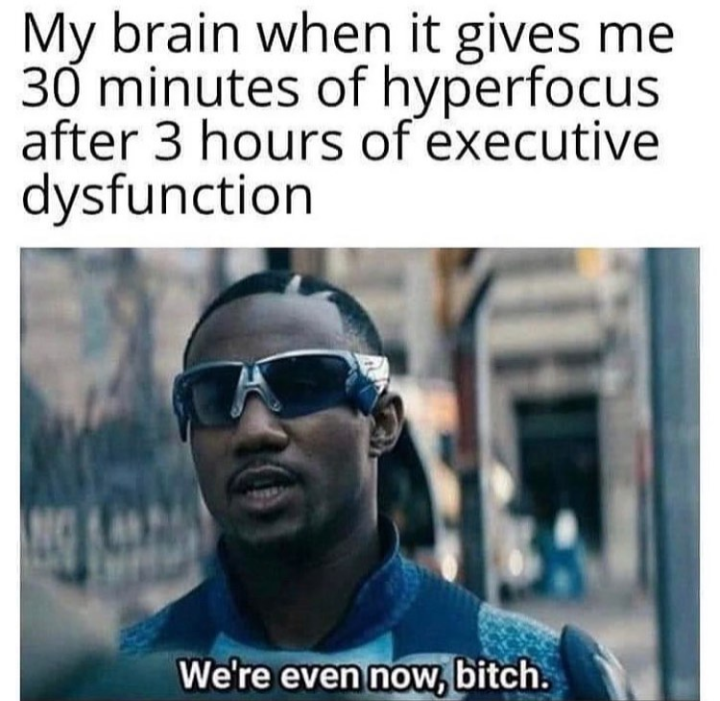 My brain when it gives me
30 minutes of hyperfocus
after 3 hours of executive
dysfunction
We're even now, bitch.